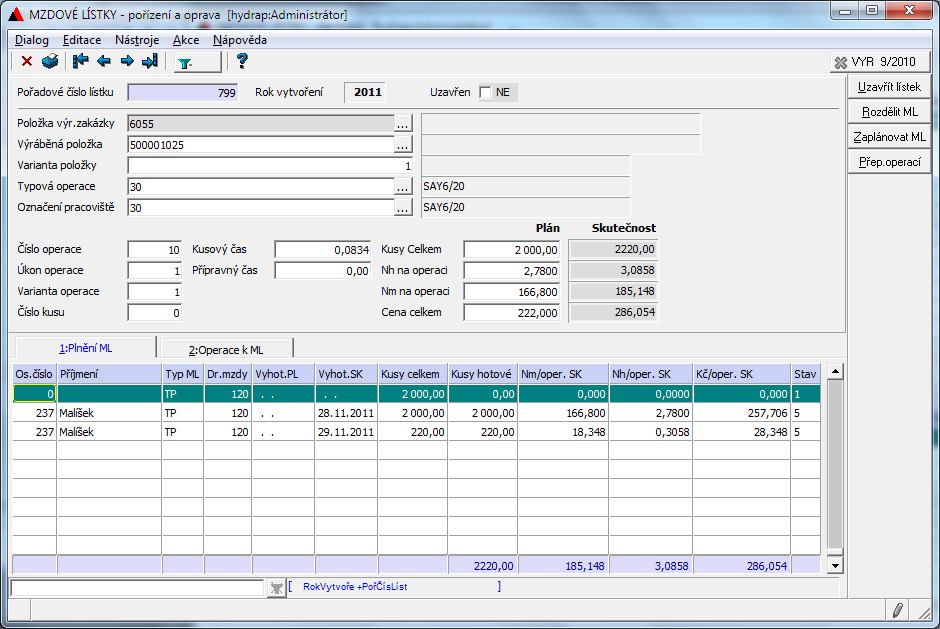 MZDOVÉ LÍSTKY - pořízení a oprava [hydrap:Administrátor]
Dialog Editace Nástroje Akce Nápověda
VYR 9/2010
Pořadové číslo lístku 799 Rok vytvoření 2011 Uzavřen NE
Uzavřít lístek
Rozdělit ML
Zaplánovat ML
Přep.operací
Položka výr.zakázky 6055 ...
Výráběná položka 500001025 ...
Varianta položky 1
Typová operace 30 ... SAY6/20
Označení pracoviště 30 ... SAY6/20
Plán Skutečnost
Číslo operace 10 Kusový čas 0,0834 Kusy Celkem 2 000,00 2220,00
Úkon operace 1 Přípravný čas 0,00 Nh na operaci 2,7800 3,0858
Varianta operace 1 Nm na operaci 166,800 185,148
Číslo kusu 0 Cena celkem 222,000 286,054
1:Plnění ML 2:Operace k ML
Os.číslo Příjmení Typ ML Dr.mzdy Vyhot.PL Vyhot.SK Kusy celkem Kusy hotové Nm/oper. SK Nh/oper. SK Kč/oper. SK Stav
0 TP 120 . . . . 2 000,00 0,00 0,000 0,0000 0,000 1
237 Malíšek TP 120 . . 28.11.2011 2 000,00 2 000,00 166,800 2,7800 257,706 5
237 Malíšek TP 120 . . 29.11.2011 220,00 220,00 18,348 0,3058 28,348 5
2220,00 185,148 3,0858 286,054
[ RokVytvoře +PořČísLíst ]